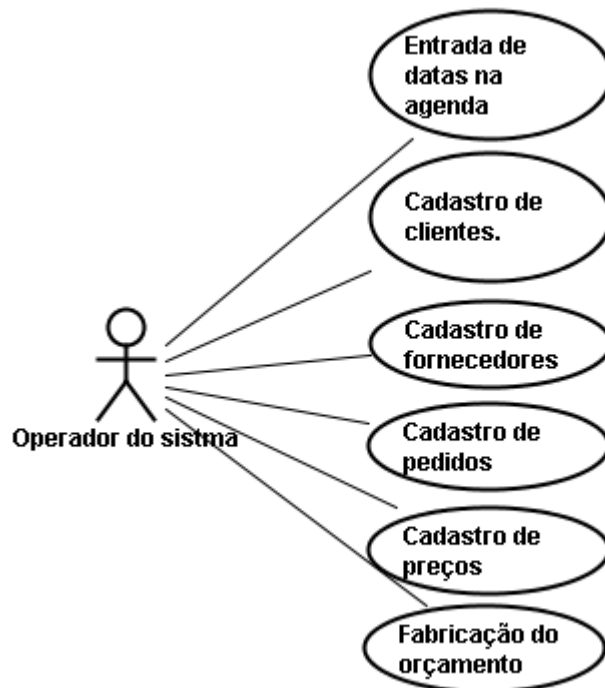 Entrada de
datas na
agenda
Cadastro de
clientes.
Cadastro de
fornecedores
Operador do sistma
Cadastro de
pedidos
Cadastro de
preços
Fabricação do
orçamento